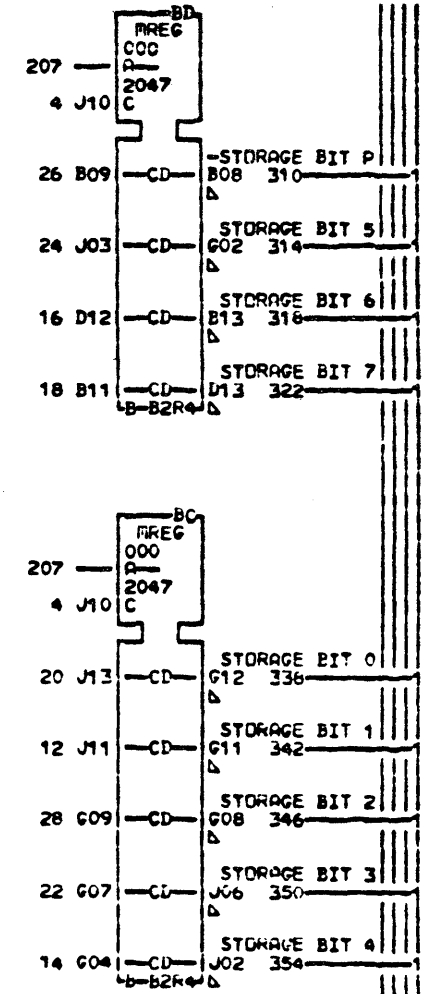 BD
MREG
000
207 A
2047
4 J10 C
-STORAGE BIT P
26 B09 CD B08 310
STORAGE BIT 5
24 J03 CD G02 314
STORAGE BIT 6
16 D12 CD B13 318
STORAGE BIT 7
18 B11 CD D13 322
B-B2R4
BC
MREG
000
207 A
2047
4 J10 C
STORAGE BIT 0
20 J13 CD G12 338
STORAGE BIT 1
12 J11 CD G11 342
STORAGE BIT 2
28 G09 CD G08 346
STORAGE BIT 3
22 G07 CD J06 350
STORAGE BIT 4
14 G04 CD J02 354
B-B2R4